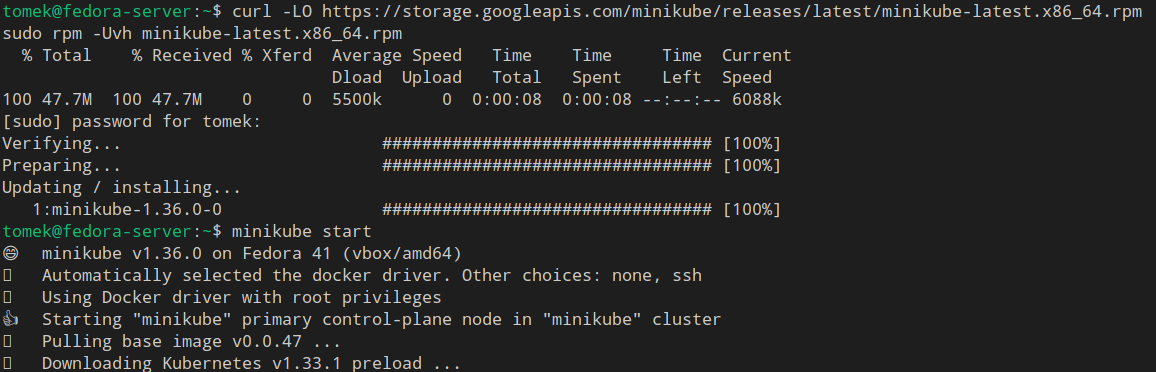 tomek@fedora-server:~$ curl -LO https://storage.googleapis.com/minikube/releases/latest/minikube-latest.x86_64.rpm
sudo rpm -Uvh minikube-latest.x86_64.rpm
  % Total    % Received % Xferd  Average Speed   Time    Time     Time  Current
                                 Dload  Upload   Total   Spent    Left  Speed
100 47.7M  100 47.7M    0     0  5500k      0  0:00:08  0:00:08 --:--:-- 6088k
[sudo] password for tomek:
Verifying...                          ################################# [100%]
Preparing...                          ################################# [100%]
Updating / installing...
   1:minikube-1.36.0-0                ################################# [100%]
tomek@fedora-server:~$ minikube start
😄  minikube v1.36.0 on Fedora 41 (vbox/amd64)
▯  Automatically selected the docker driver. Other choices: none, ssh
▯  Using Docker driver with root privileges
👍  Starting "minikube" primary control-plane node in "minikube" cluster
▯  Pulling base image v0.0.47 ...
▯  Downloading Kubernetes v1.33.1 preload ...